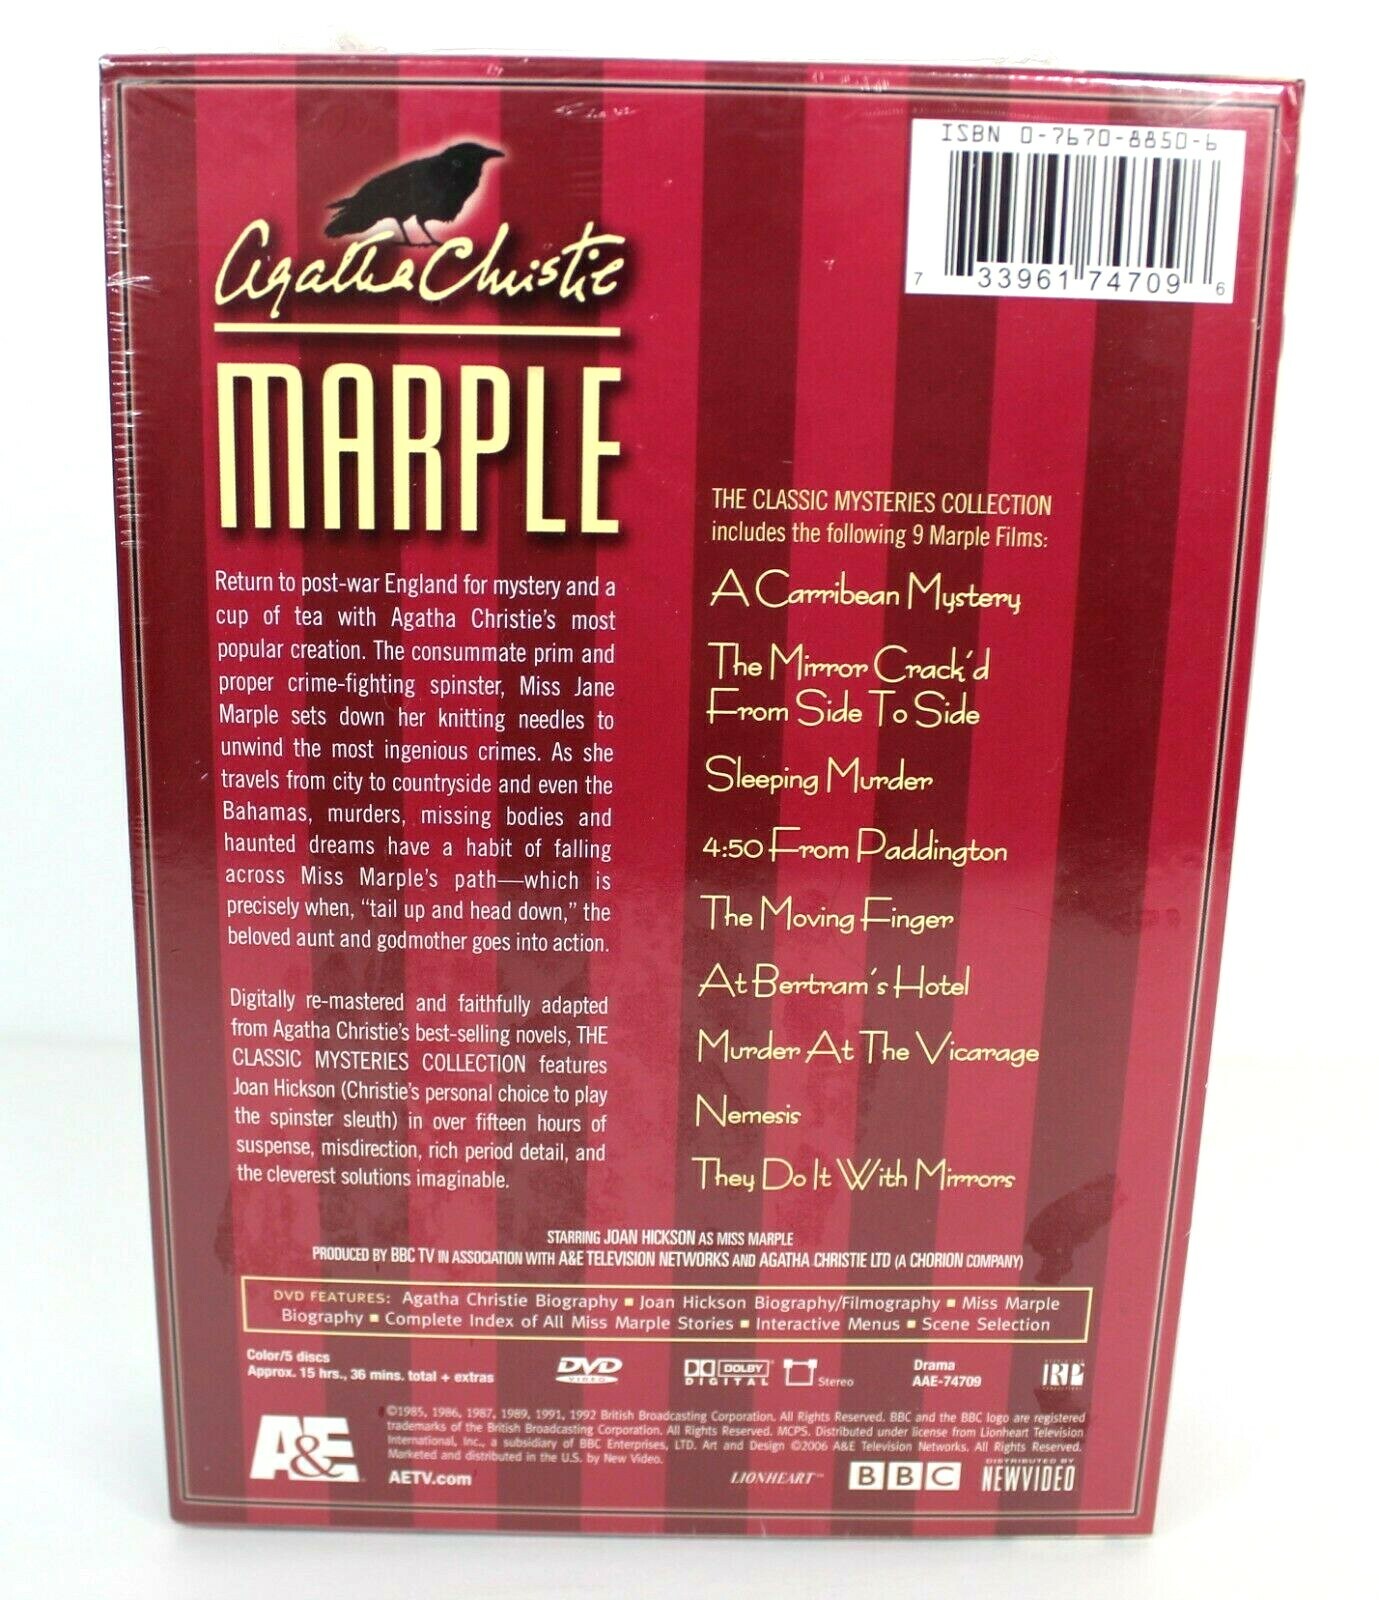 ISBN 0-7670-8850-6
7 33961 74709 6
Agatha Christie
MARPLE
Return to post-war England for mystery and a
cup of tea with Agatha Christie's most
popular creation. The consummate prim and
proper crime-fighting spinster, Miss Jane
Marple sets down her knitting needles to
unwind the most ingenious crimes. As she
travels from city to countryside and even the
Bahamas, murders, missing bodies and
haunted dreams have a habit of falling
across Miss Marple's path—which is
precisely when, “tail up and head down,” the
beloved aunt and godmother goes into action.
Digitally re-mastered and faithfully adapted
from Agatha Christie's best-selling novels, THE
CLASSIC MYSTERIES COLLECTION features
Joan Hickson (Christie's personal choice to play
the spinster sleuth) in over fifteen hours of
suspense, misdirection, rich period detail, and
the cleverest solutions imaginable.
THE CLASSIC MYSTERIES COLLECTION
includes the following 9 Marple Films:
A Carribean Mystery
The Mirror Crack'd
From Side To Side
Sleeping Murder
4:50 From Paddington
The Moving Finger
At Bertram's Hotel
Murder At The Vicarage
Nemesis
They Do It With Mirrors
STARRING JOAN HICKSON AS MISS MARPLE
PRODUCED BY BBC TV IN ASSOCIATION WITH A&E TELEVISION NETWORKS AND AGATHA CHRISTIE LTD (A CHORION COMPANY)
DVD FEATURES: Agatha Christie Biography ▪ Joan Hickson Biography/Filmography ▪ Miss Marple
Biography ▪ Complete Index of All Miss Marple Stories ▪ Interactive Menus ▪ Scene Selection
Color/5 discs
Approx. 15 hrs., 36 mins. total + extras
DVD
VIDEO
DOLBY
DIGITAL
Stereo
Drama
AAE-74709
©1985, 1986, 1987, 1989, 1991, 1992 British Broadcasting Corporation. All Rights Reserved. BBC and the BBC logo are registered
trademarks of the British Broadcasting Corporation. All Rights Reserved. MCPS. Distributed under license from Lionheart Television
International, Inc., a subsidiary of BBC Enterprises, LTD. Art and Design ©2006 A&E Television Networks. All Rights Reserved.
Marketed and distributed in the U.S. by New Video.
A&E
AETV.com
LIONHEART™
BBC
DISTRIBUTED BY
NEWVIDEO